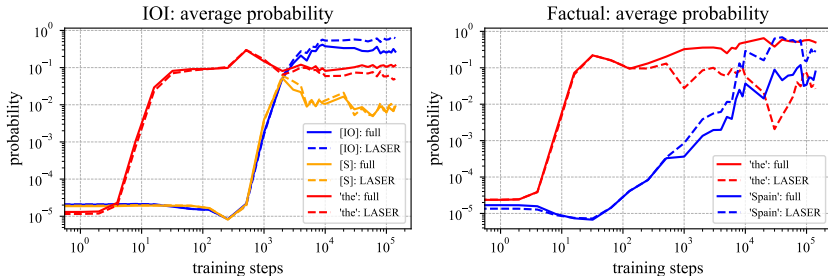 IOI: average probability
probability
10^0
10^-1
10^-2
10^-3
10^-4
10^-5
[IO]: full
[IO]: LASER
[S]: full
[S]: LASER
'the': full
'the': LASER
10^0 10^1 10^2 10^3 10^4 10^5
training steps
Factual: average probability
probability
10^0
10^-1
10^-2
10^-3
10^-4
10^-5
'the': full
'the': LASER
'Spain': full
'Spain': LASER
10^0 10^1 10^2 10^3 10^4 10^5
training steps